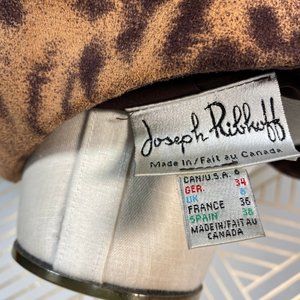 Joseph Ribkoff
Made in/Fait au Canada
CAN/U.S.A. 6
GER. 34
UK 8
FRANCE 36
SPAIN 36
MADE IN/FAIT AU
CANADA